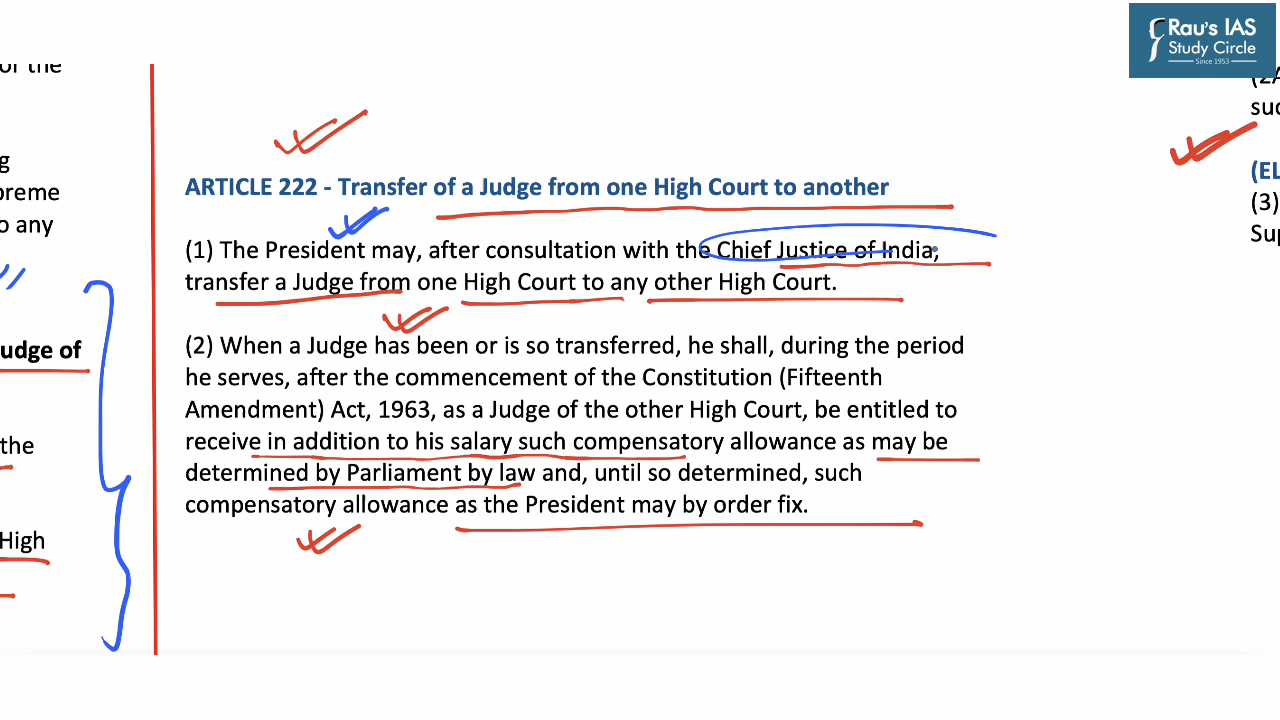 Rau's IAS
Study Circle
Since 1953
of the
g
preme
o any
udge of
the
High
ARTICLE 222 - Transfer of a Judge from one High Court to another
(1) The President may, after consultation with the Chief Justice of India,
transfer a Judge from one High Court to any other High Court.
(2) When a Judge has been or is so transferred, he shall, during the period
he serves, after the commencement of the Constitution (Fifteenth
Amendment) Act, 1963, as a Judge of the other High Court, be entitled to
receive in addition to his salary such compensatory allowance as may be
determined by Parliament by law and, until so determined, such
compensatory allowance as the President may by order fix.
(2A
suc
(EL
(3)
Sup